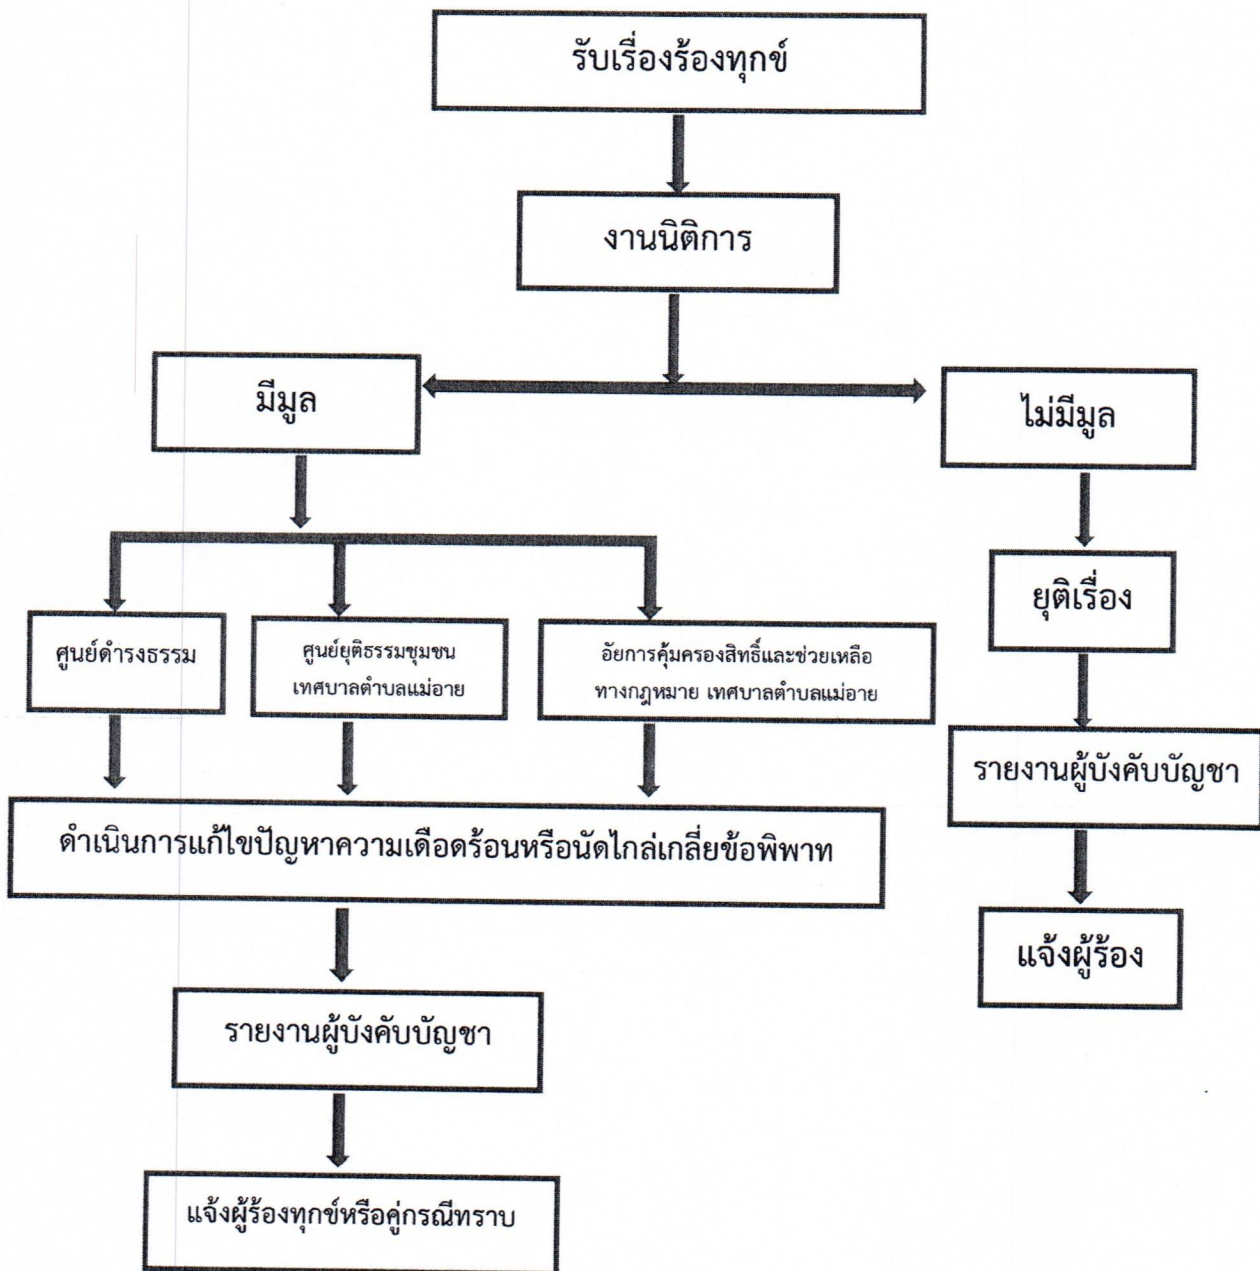 รับเรื่องร้องทุกข์
งานนิติการ
มีมูล
ไม่มีมูล
ศูนย์ดำรงธรรม
ศูนย์ยุติธรรมชุมชน
เทศบาลตำบลแม่อาย
อัยการคุ้มครองสิทธิ์และช่วยเหลือ
ทางกฎหมาย เทศบาลตำบลแม่อาย
ดำเนินการแก้ไขปัญหาความเดือดร้อนหรือนัดไกล่เกลี่ยข้อพิพาท
รายงานผู้บังคับบัญชา
แจ้งผู้ร้องทุกข์หรือคู่กรณีทราบ
ยุติเรื่อง
รายงานผู้บังคับบัญชา
แจ้งผู้ร้อง